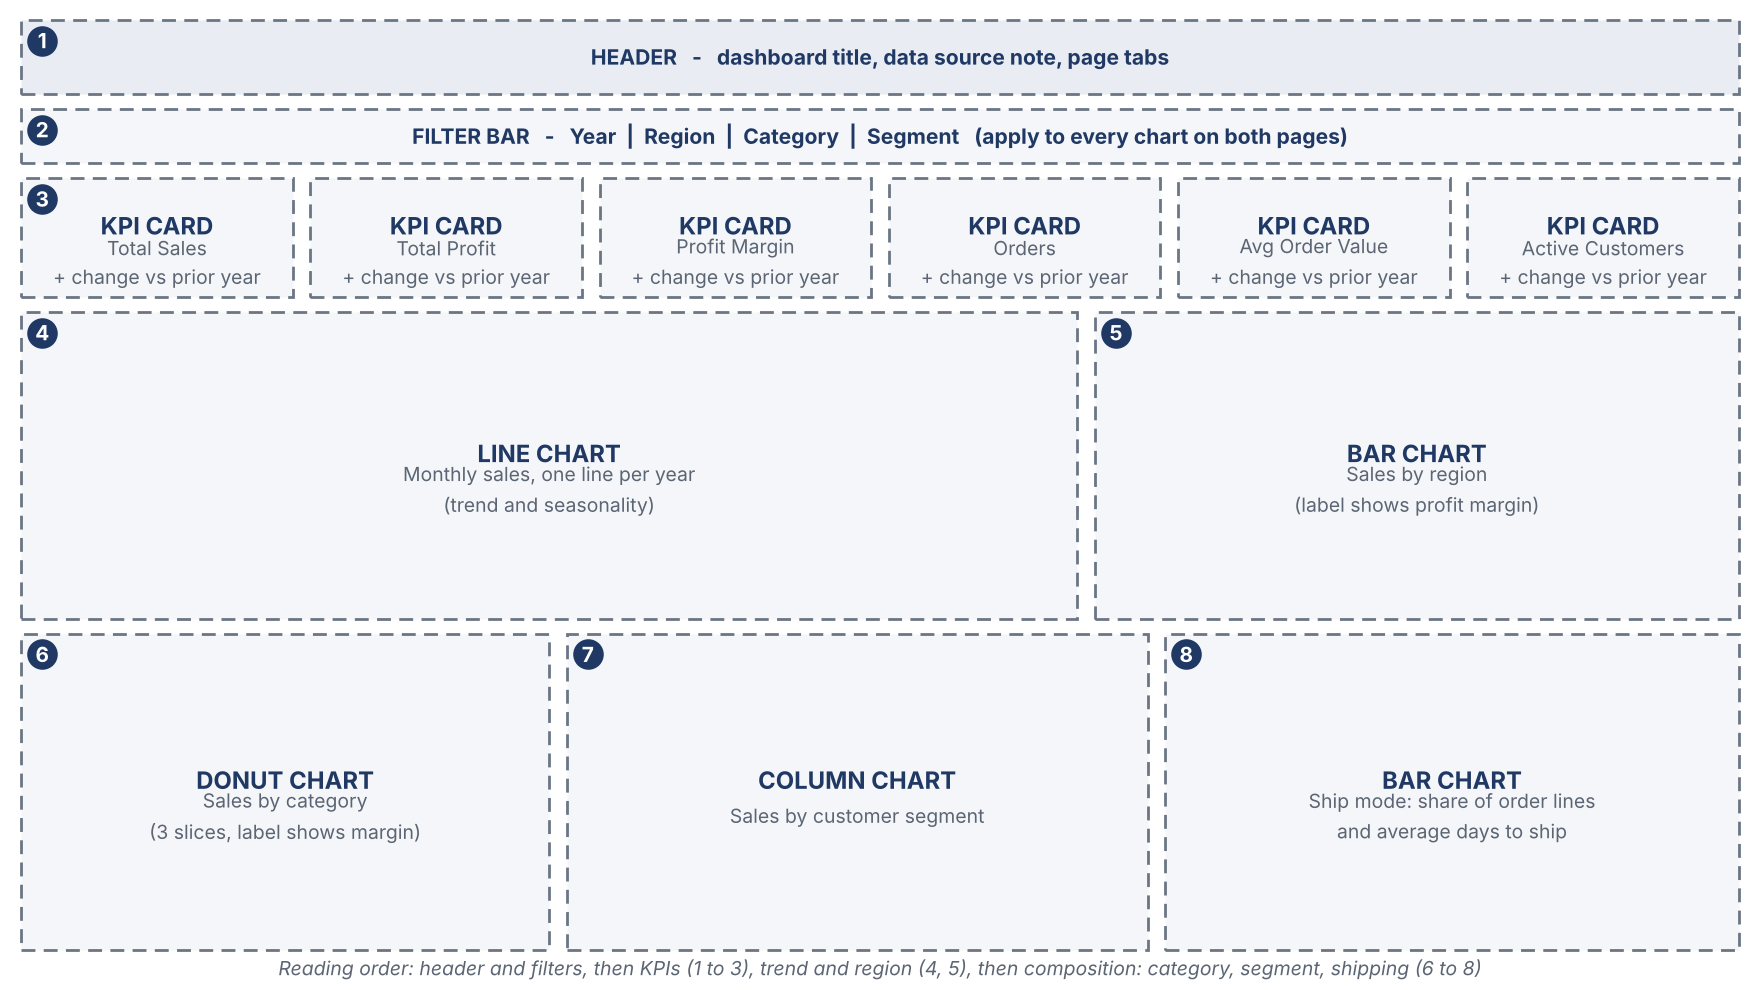 1
HEADER - dashboard title, data source note, page tabs
2
FILTER BAR - Year | Region | Category | Segment (apply to every chart on both pages)
3
KPI CARD
Total Sales
+ change vs prior year
KPI CARD
Total Profit
+ change vs prior year
KPI CARD
Profit Margin
+ change vs prior year
KPI CARD
Orders
+ change vs prior year
KPI CARD
Avg Order Value
+ change vs prior year
KPI CARD
Active Customers
+ change vs prior year
4
LINE CHART
Monthly sales, one line per year
(trend and seasonality)
5
BAR CHART
Sales by region
(label shows profit margin)
6
DONUT CHART
Sales by category
(3 slices, label shows margin)
7
COLUMN CHART
Sales by customer segment
8
BAR CHART
Ship mode: share of order lines
and average days to ship
Reading order: header and filters, then KPIs (1 to 3), trend and region (4, 5), then composition: category, segment, shipping (6 to 8)